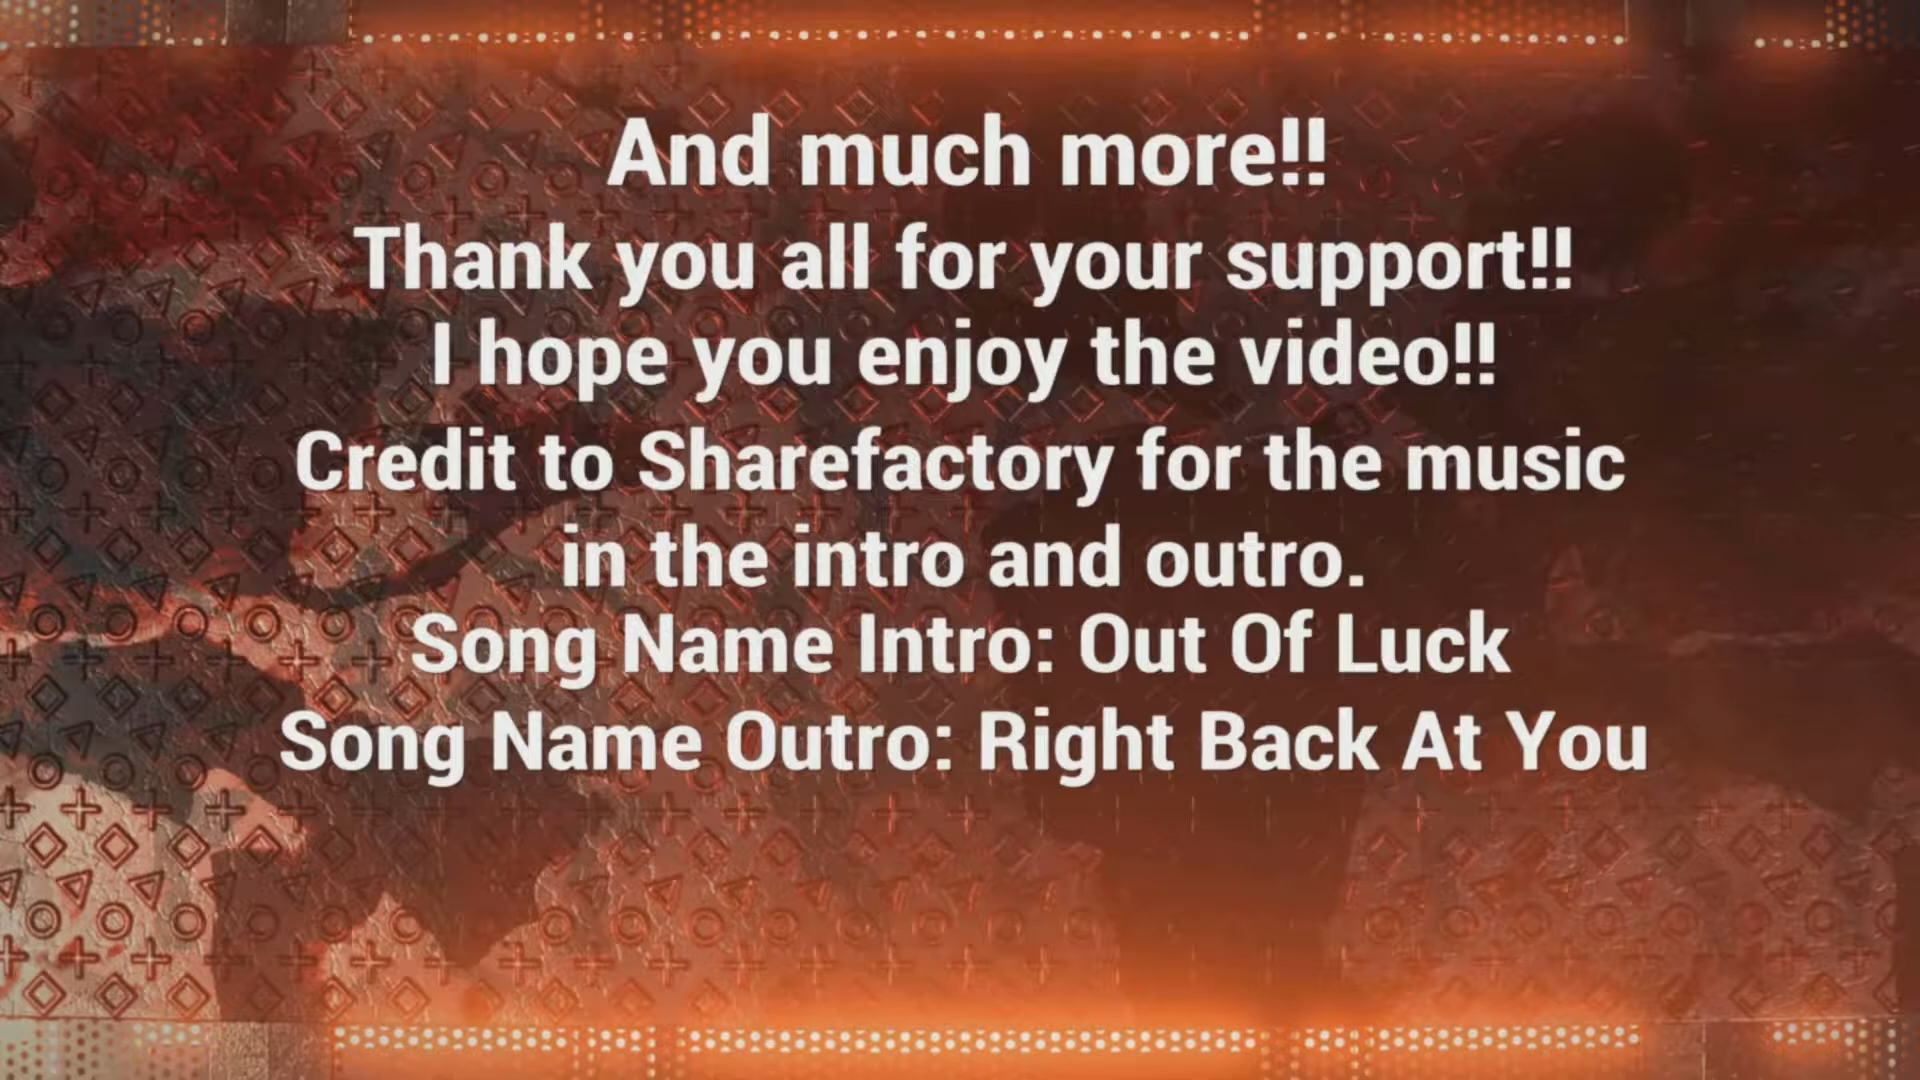 And much more!!
Thank you all for your support!!
I hope you enjoy the video!!
Credit to Sharefactory for the music
in the intro and outro.
Song Name Intro: Out Of Luck
Song Name Outro: Right Back At You